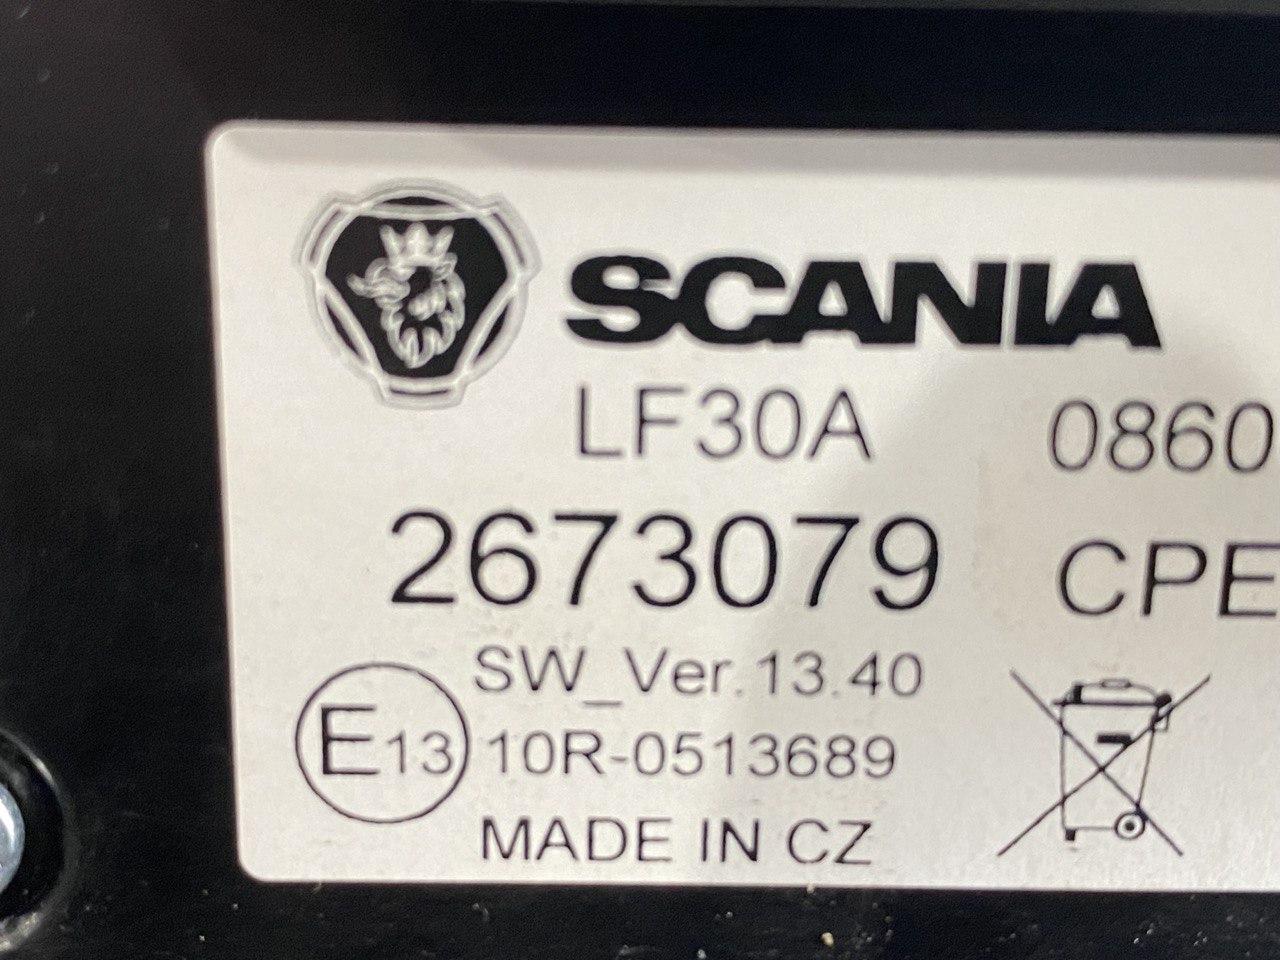 SCANIA
LF30A 0860
2673079 CPE
SW_Ver.13.40
E13 10R-0513689
MADE IN CZ